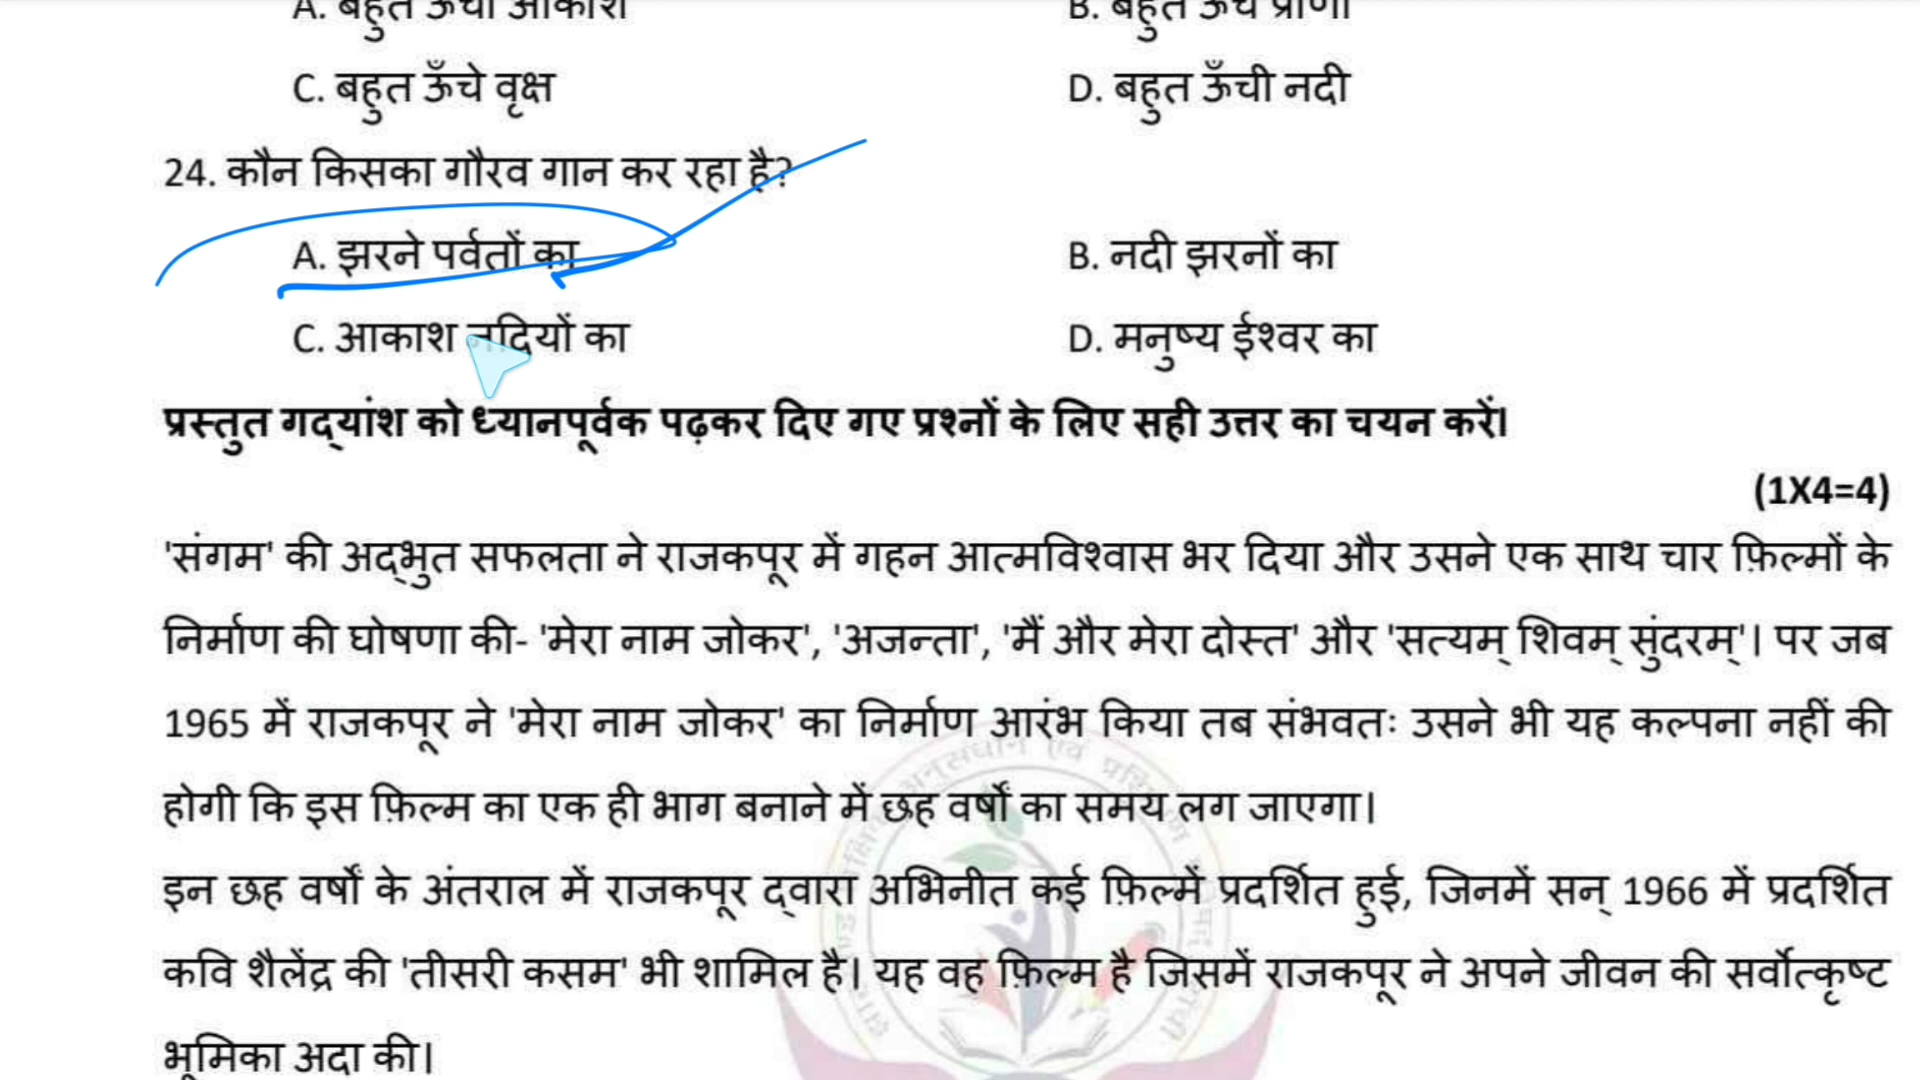 A. बहुत ऊँचा आकाश
B. बहुत ऊँचे प्राणी
C. बहुत ऊँचे वृक्ष
D. बहुत ऊँची नदी
24. कौन किसका गौरव गान कर रहा है?
A. झरने पर्वतों का
B. नदी झरनों का
C. आकाश नदियों का
D. मनुष्य ईश्वर का
प्रस्तुत गद्यांश को ध्यानपूर्वक पढ़कर दिए गए प्रश्नों के लिए सही उत्तर का चयन करें।
(1X4=4)
'संगम' की अद्भुत सफलता ने राजकपूर में गहन आत्मविश्वास भर दिया और उसने एक साथ चार फ़िल्मों के
निर्माण की घोषणा की- 'मेरा नाम जोकर', 'अजन्ता', 'मैं और मेरा दोस्त' और 'सत्यम् शिवम् सुंदरम्'। पर जब
1965 में राजकपूर ने 'मेरा नाम जोकर' का निर्माण आरंभ किया तब संभवतः उसने भी यह कल्पना नहीं की
होगी कि इस फ़िल्म का एक ही भाग बनाने में छह वर्षों का समय लग जाएगा।
इन छह वर्षों के अंतराल में राजकपूर द्वारा अभिनीत कई फ़िल्में प्रदर्शित हुई, जिनमें सन् 1966 में प्रदर्शित
कवि शैलेंद्र की 'तीसरी कसम' भी शामिल है। यह वह फ़िल्म है जिसमें राजकपूर ने अपने जीवन की सर्वोत्कृष्ट
भूमिका अदा की।
अनुसंधान एवं